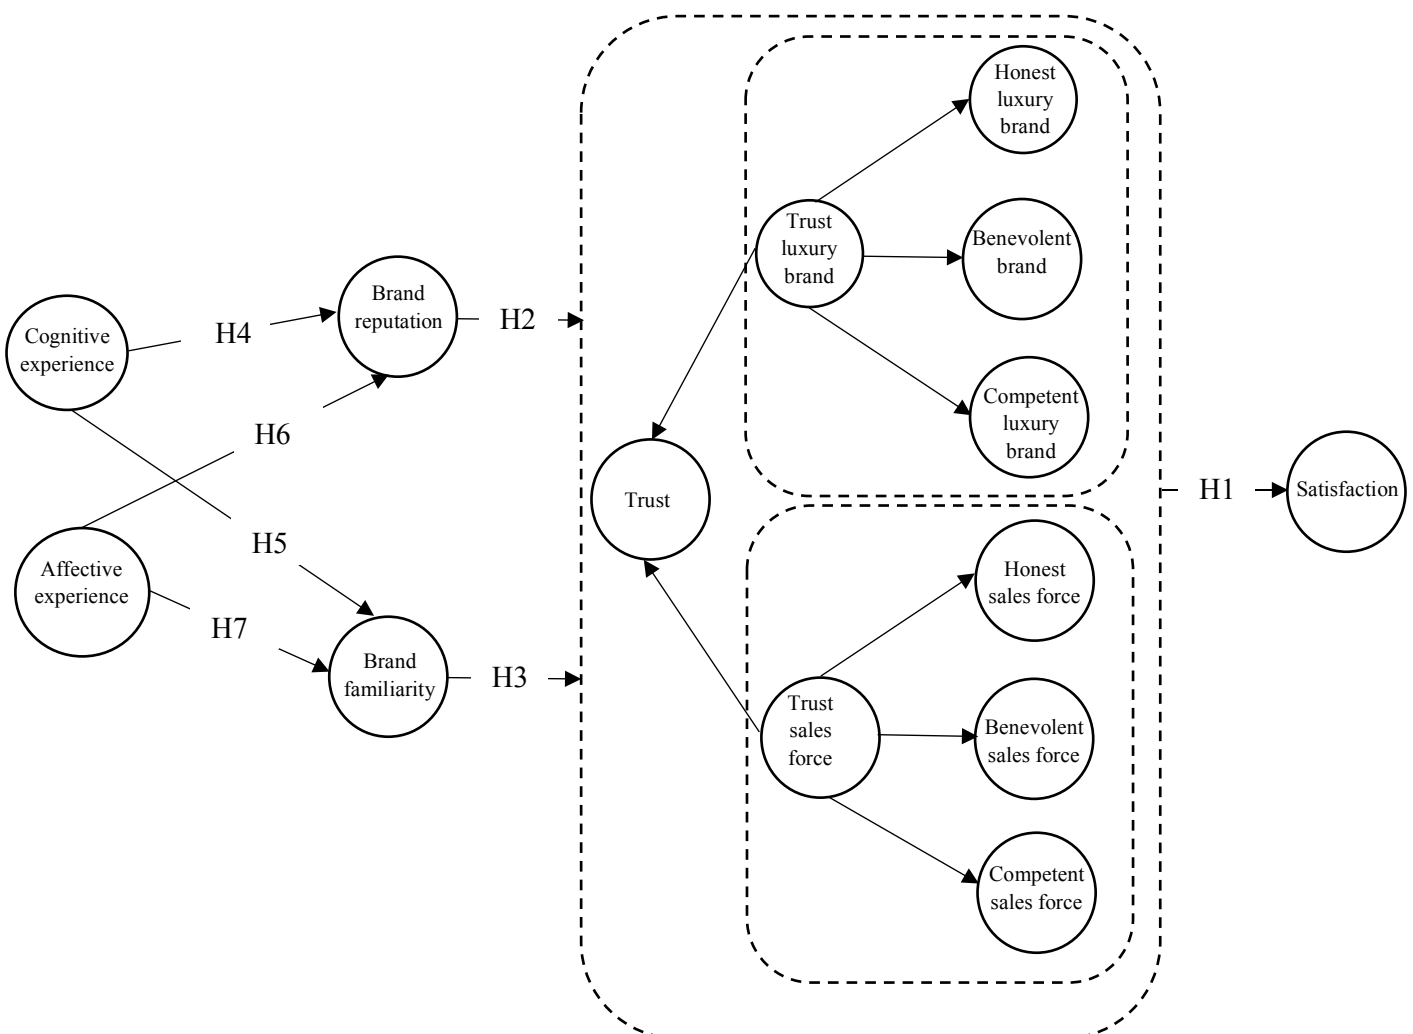 Cognitive
experience
Affective
experience
H4
H6
H5
H7
Brand
reputation
Brand
familiarity
H2
H3
Trust
Trust
luxury
brand
Honest
luxury
brand
Benevolent
brand
Competent
luxury
brand
Trust
sales
force
Honest
sales force
Benevolent
sales force
Competent
sales force
H1
Satisfaction